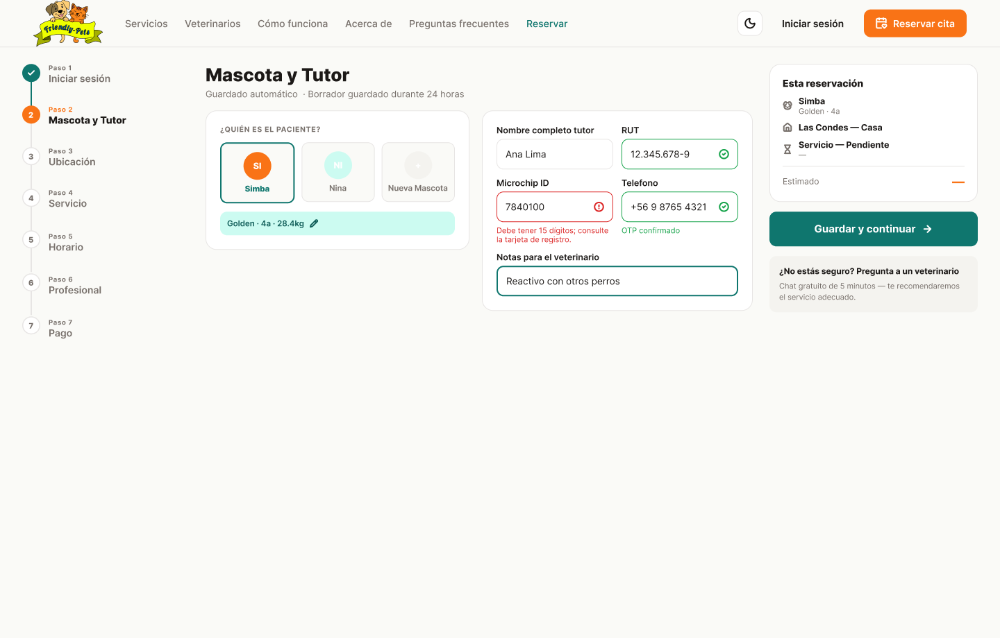 Friendly-Pets
Servicios
Veterinarios
Cómo funciona
Acerca de
Preguntas frecuentes
Reservar
Iniciar sesión
Reservar cita
Paso 1
Iniciar sesión
2
Paso 2
Mascota y Tutor
3
Paso 3
Ubicación
4
Paso 4
Servicio
5
Paso 5
Horario
6
Paso 6
Profesional
7
Paso 7
Pago
Mascota y Tutor
Guardado automático · Borrador guardado durante 24 horas
¿QUIÉN ES EL PACIENTE?
SI
Simba
NI
Nina
+
Nueva Mascota
Golden · 4a · 28.4kg
Nombre completo tutor
Ana Lima
RUT
12.345.678-9
Microchip ID
7840100
Debe tener 15 dígitos; consulte
la tarjeta de registro.
Telefono
+56 9 8765 4321
OTP confirmado
Notas para el veterinario
Reactivo con otros perros
Esta reservación
Simba
Golden · 4a
Las Condes — Casa
Servicio — Pendiente
—
Estimado
—
Guardar y continuar →
¿No estás seguro? Pregunta a un veterinario
Chat gratuito de 5 minutos — te recomendaremos
el servicio adecuado.